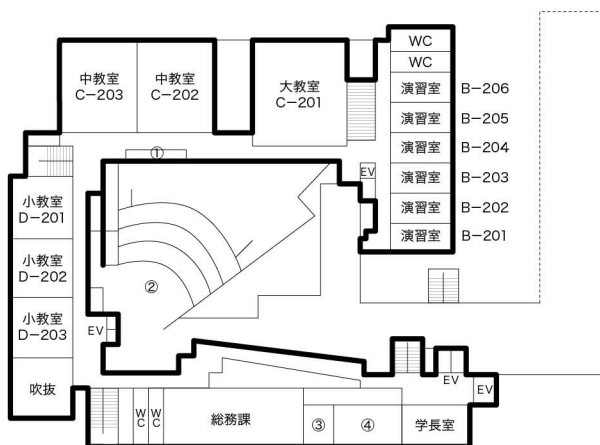 中教室
C-203
中教室
C-202
大教室
C-201
WC
WC
演習室 B-206
演習室 B-205
演習室 B-204
演習室 B-203
演習室 B-202
演習室 B-201
①
EV
小教室
D-201
小教室
D-202
小教室
D-203
吹抜
②
EV
WC
WC
総務課
③
④
学長室
EV
EV